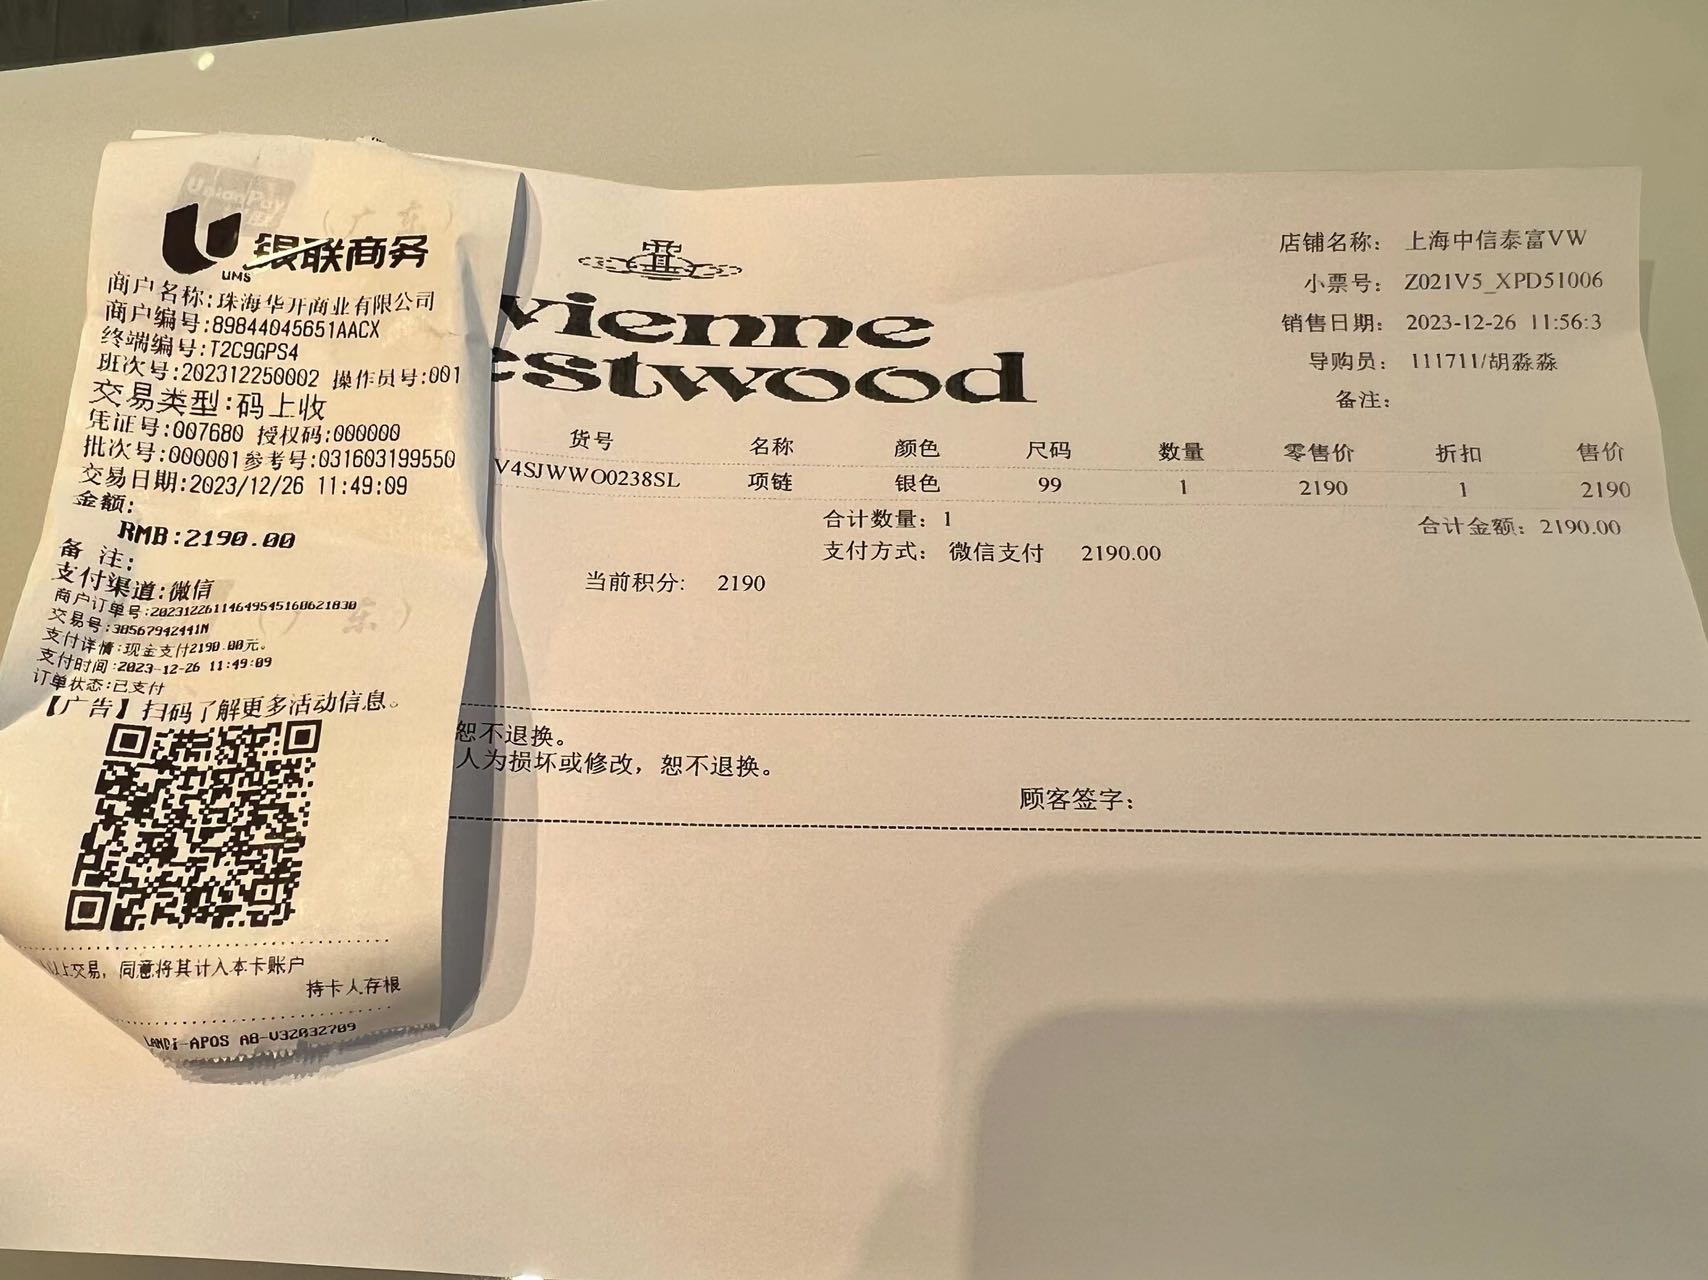 UnionPay
银联商务
UMS
商户名称:珠海华开商业有限公司
商户编号:89844045651AACX
终端编号:T2C9GPS4
班次号:202312250002 操作员号:001
交易类型:码上收
凭证号:007680 授权码:000000
批次号:000001参考号:031603199550
交易日期:2023/12/26 11:49:09
金额:
RMB:2190.00
备 注:
支付渠道:微信
商户订单号:20231226114649545160621830
交易号:38567942441N
支付详情:现金支付2190.00元。
支付时间:2023-12-26 11:49:09
订单状态:已支付
【广告】扫码了解更多活动信息。
以上交易,同意将其计入本卡账户
持卡人存根
LANDi-APOS A8-V32032709
vienne
estwood
店铺名称: 上海中信泰富VW
小票号: Z021V5_XPD51006
销售日期: 2023-12-26 11:56:3
导购员: 111711/胡淼淼
备注:
货号 名称 颜色 尺码 数量 零售价 折扣 售价
V4SJWWO0238SL 项链 银色 99 1 2190 1 2190
合计数量: 1 合计金额: 2190.00
支付方式: 微信支付 2190.00
当前积分: 2190
恕不退换。
人为损坏或修改，恕不退换。
顾客签字: